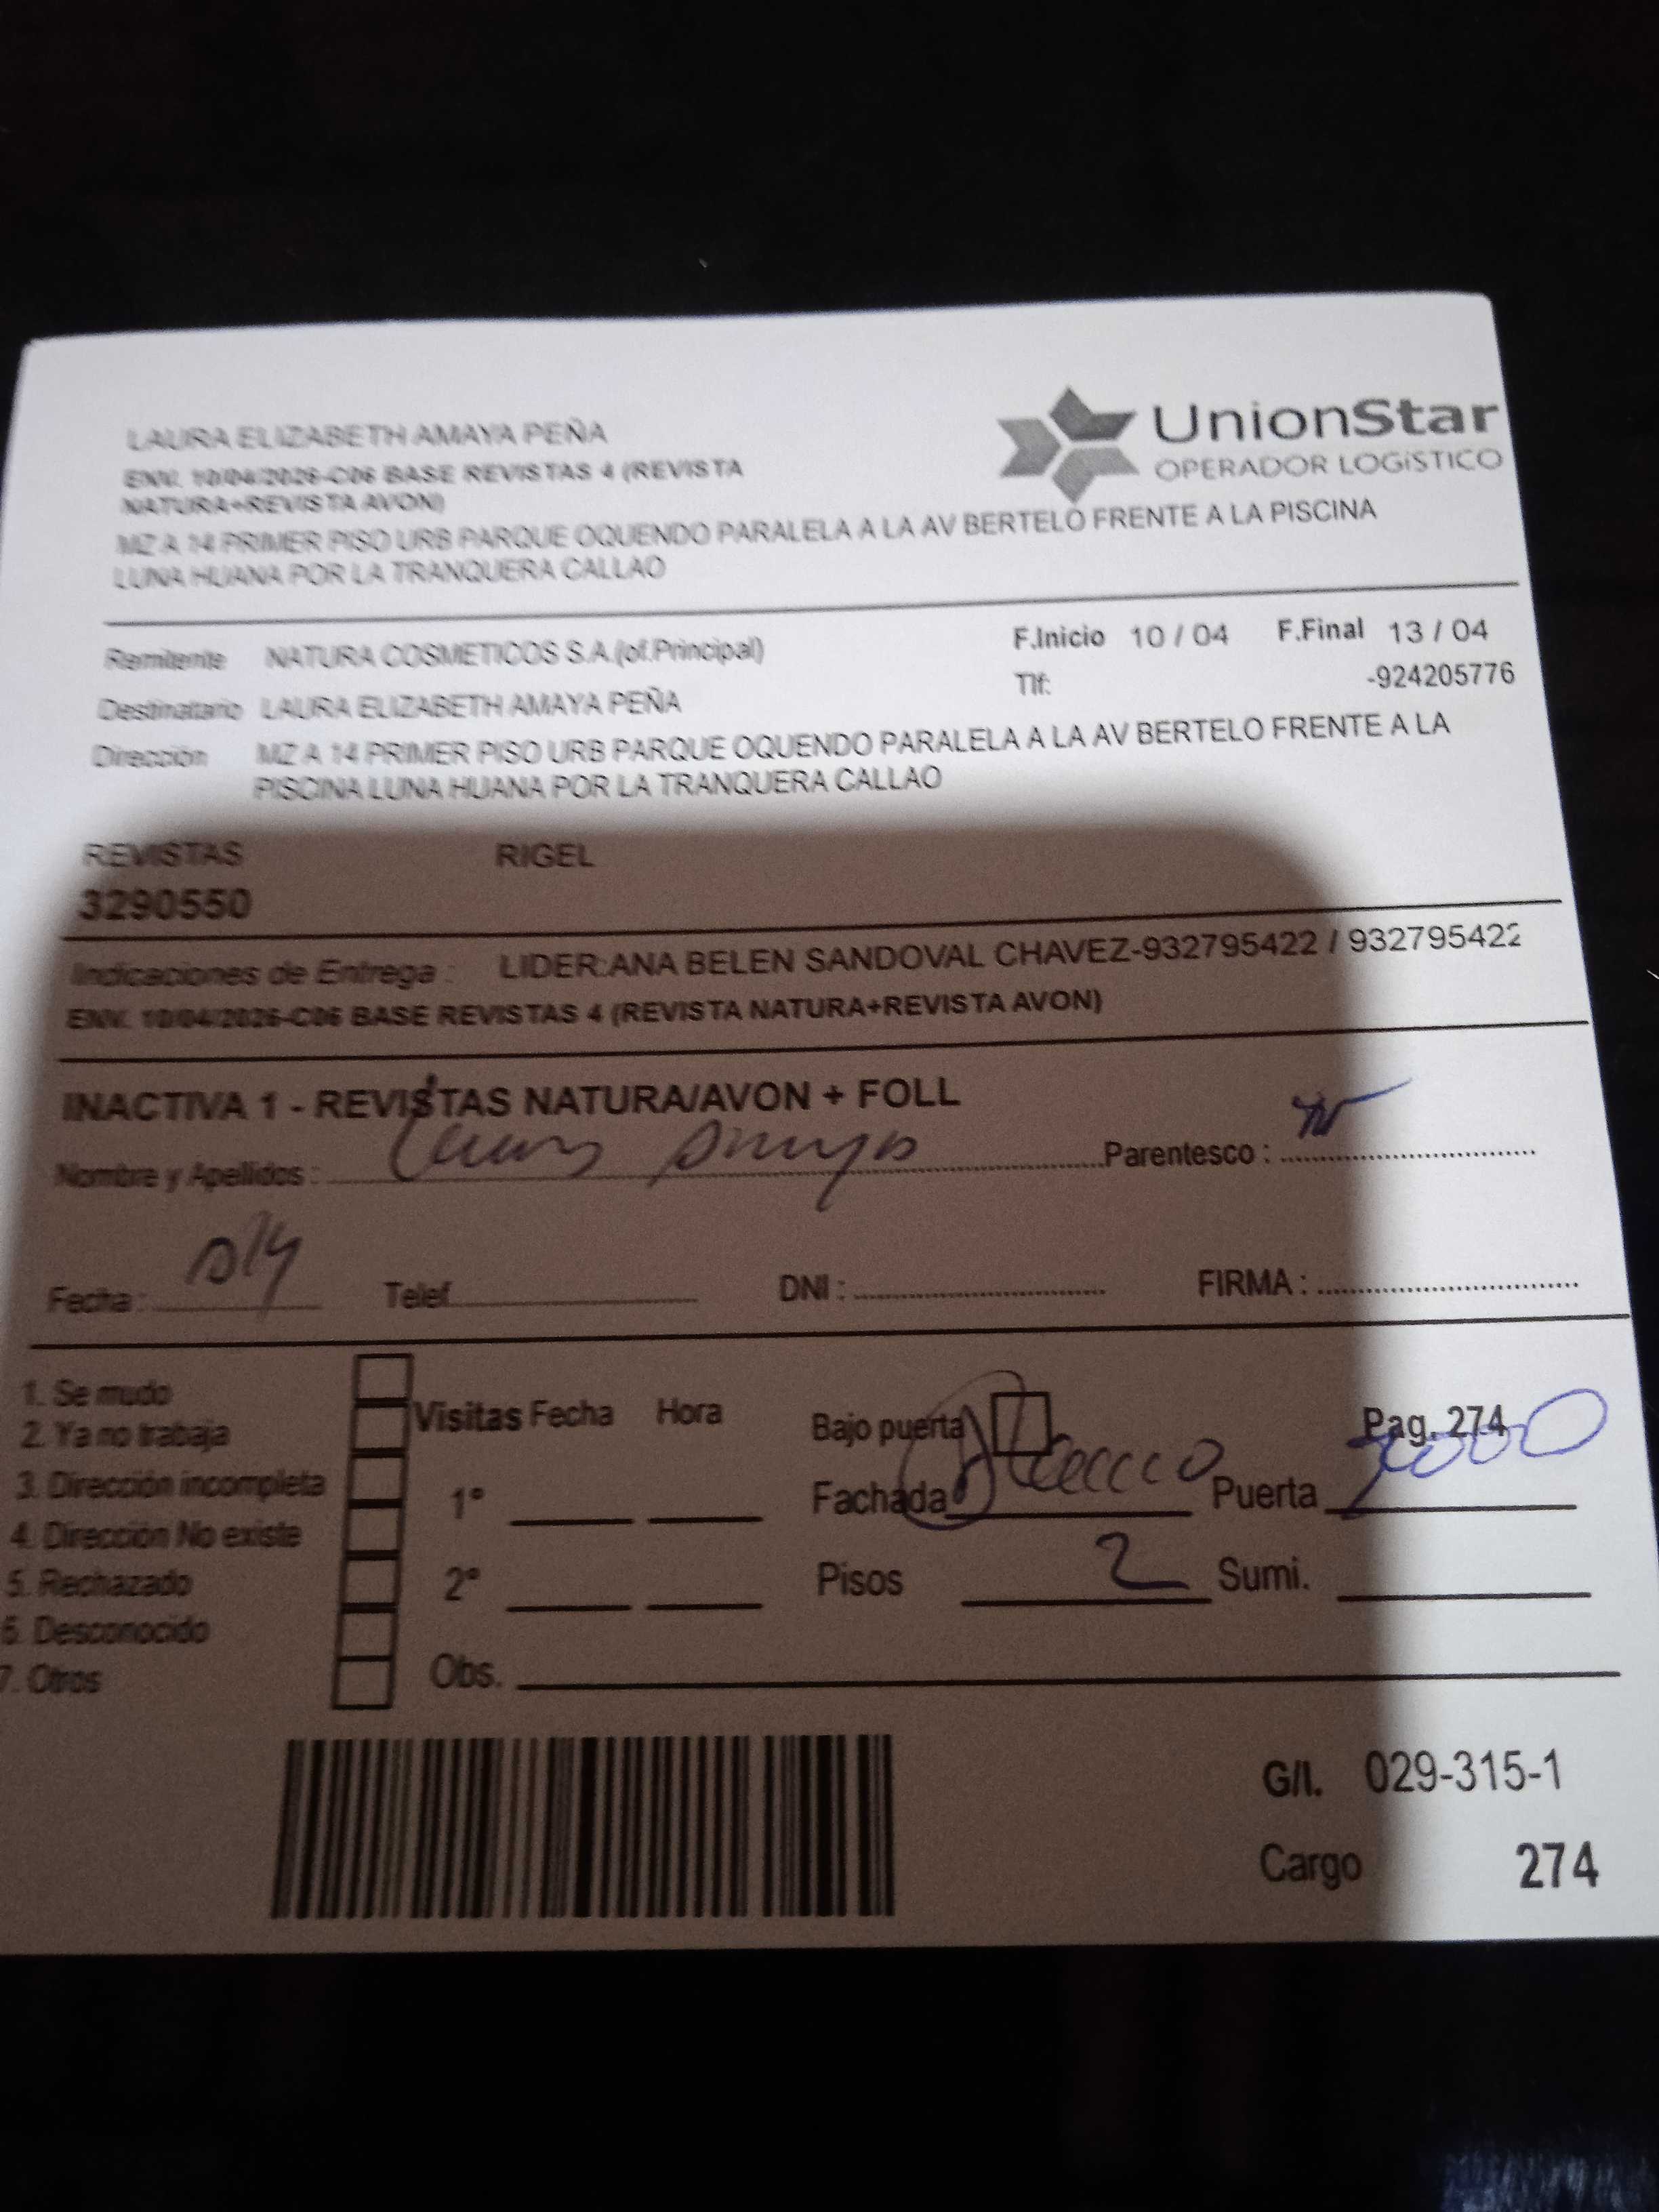 LAURA ELIZABETH AMAYA PEÑA
UnionStar
OPERADOR LOGÍSTICO
ENV. 10/04/2026-C06 BASE REVISTAS 4 (REVISTA
NATURA+REVISTA AVON)
MZ A 14 PRIMER PISO URB PARQUE OQUENDO PARALELA A LA AV BERTELO FRENTE A LA PISCINA
LUNA HUANA POR LA TRANQUERA CALLAO
Remitente NATURA COSMETICOS S.A.(of.Principal) F.Inicio 10 / 04 F.Final 13 / 04
Destinatario LAURA ELIZABETH AMAYA PEÑA Tlf: -924205776
Dirección MZ A 14 PRIMER PISO URB PARQUE OQUENDO PARALELA A LA AV BERTELO FRENTE A LA
PISCINA LUNA HUANA POR LA TRANQUERA CALLAO
REVISTAS RIGEL
3290550
Indicaciones de Entrega : LIDER:ANA BELEN SANDOVAL CHAVEZ-932795422 / 932795422
ENV. 10/04/2026-C06 BASE REVISTAS 4 (REVISTA NATURA+REVISTA AVON)
INACTIVA 1 - REVISTAS NATURA/AVON + FOLL
Nombre y Apellidos : Laura Amaya Parentesco :
Fecha : Telef. DNI : FIRMA :
1. Se mudo
2. Ya no trabaja
3. Dirección incompleta
4. Dirección No existe
5. Rechazado
6. Desconocido
7. Otros
Visitas Fecha Hora
1°
2°
Obs.
Bajo puerta Pag. 274
Fachada Puerta
Pisos 2 Sumi.
G/I. 029-315-1
Cargo 274